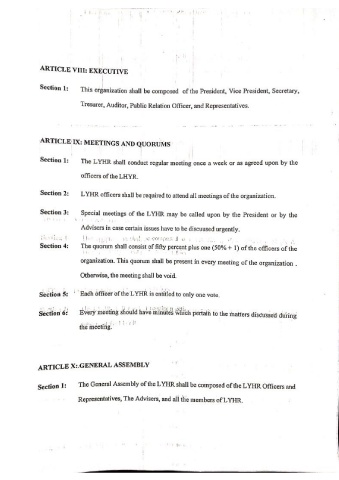 ARTICLE VIII: EXECUTIVE
Section 1: This organization shall be composed of the President, Vice President, Secretary,
Tresurer, Auditor, Public Relation Officer, and Representatives.
ARTICLE IX: MEETINGS AND QUORUMS
Section 1: The LYHR shall conduct regular meeting once a week or as agreed upon by the
officers of the LHYR.
Section 2: LYHR officers shall be required to attend all meetings of the organization.
Section 3: Special meetings of the LYHR may be called upon by the President or by the
Advisers in case certain issues have to be discussed urgently.
Section 4: The quorum shall consist of fifty percent plus one (50% + 1) of the officers of the
organization. This quorum shall be present in every meeting of the organization .
Otherwise, the meeting shall be void.
Section 5: Each officer of the LYHR is entitled to only one vote.
Section 6: Every meeting should have minutes which pertain to the matters discussed during
the meeting.
ARTICLE X: GENERAL ASSEMBLY
Section 1: The General Assembly of the LYHR shall be composed of the LYHR Officers and
Representatives, The Advisers, and all the members of LYHR.